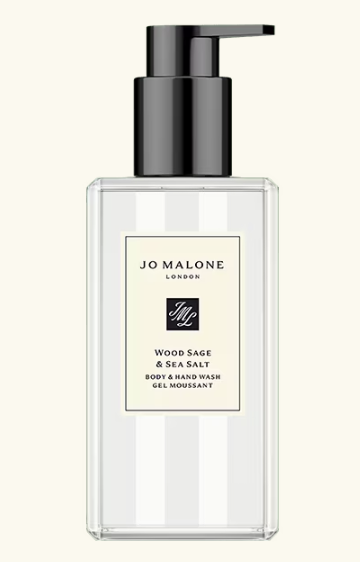 JO MALONE
LONDON
JML
WOOD SAGE
& SEA SALT
BODY & HAND WASH
GEL MOUSSANT